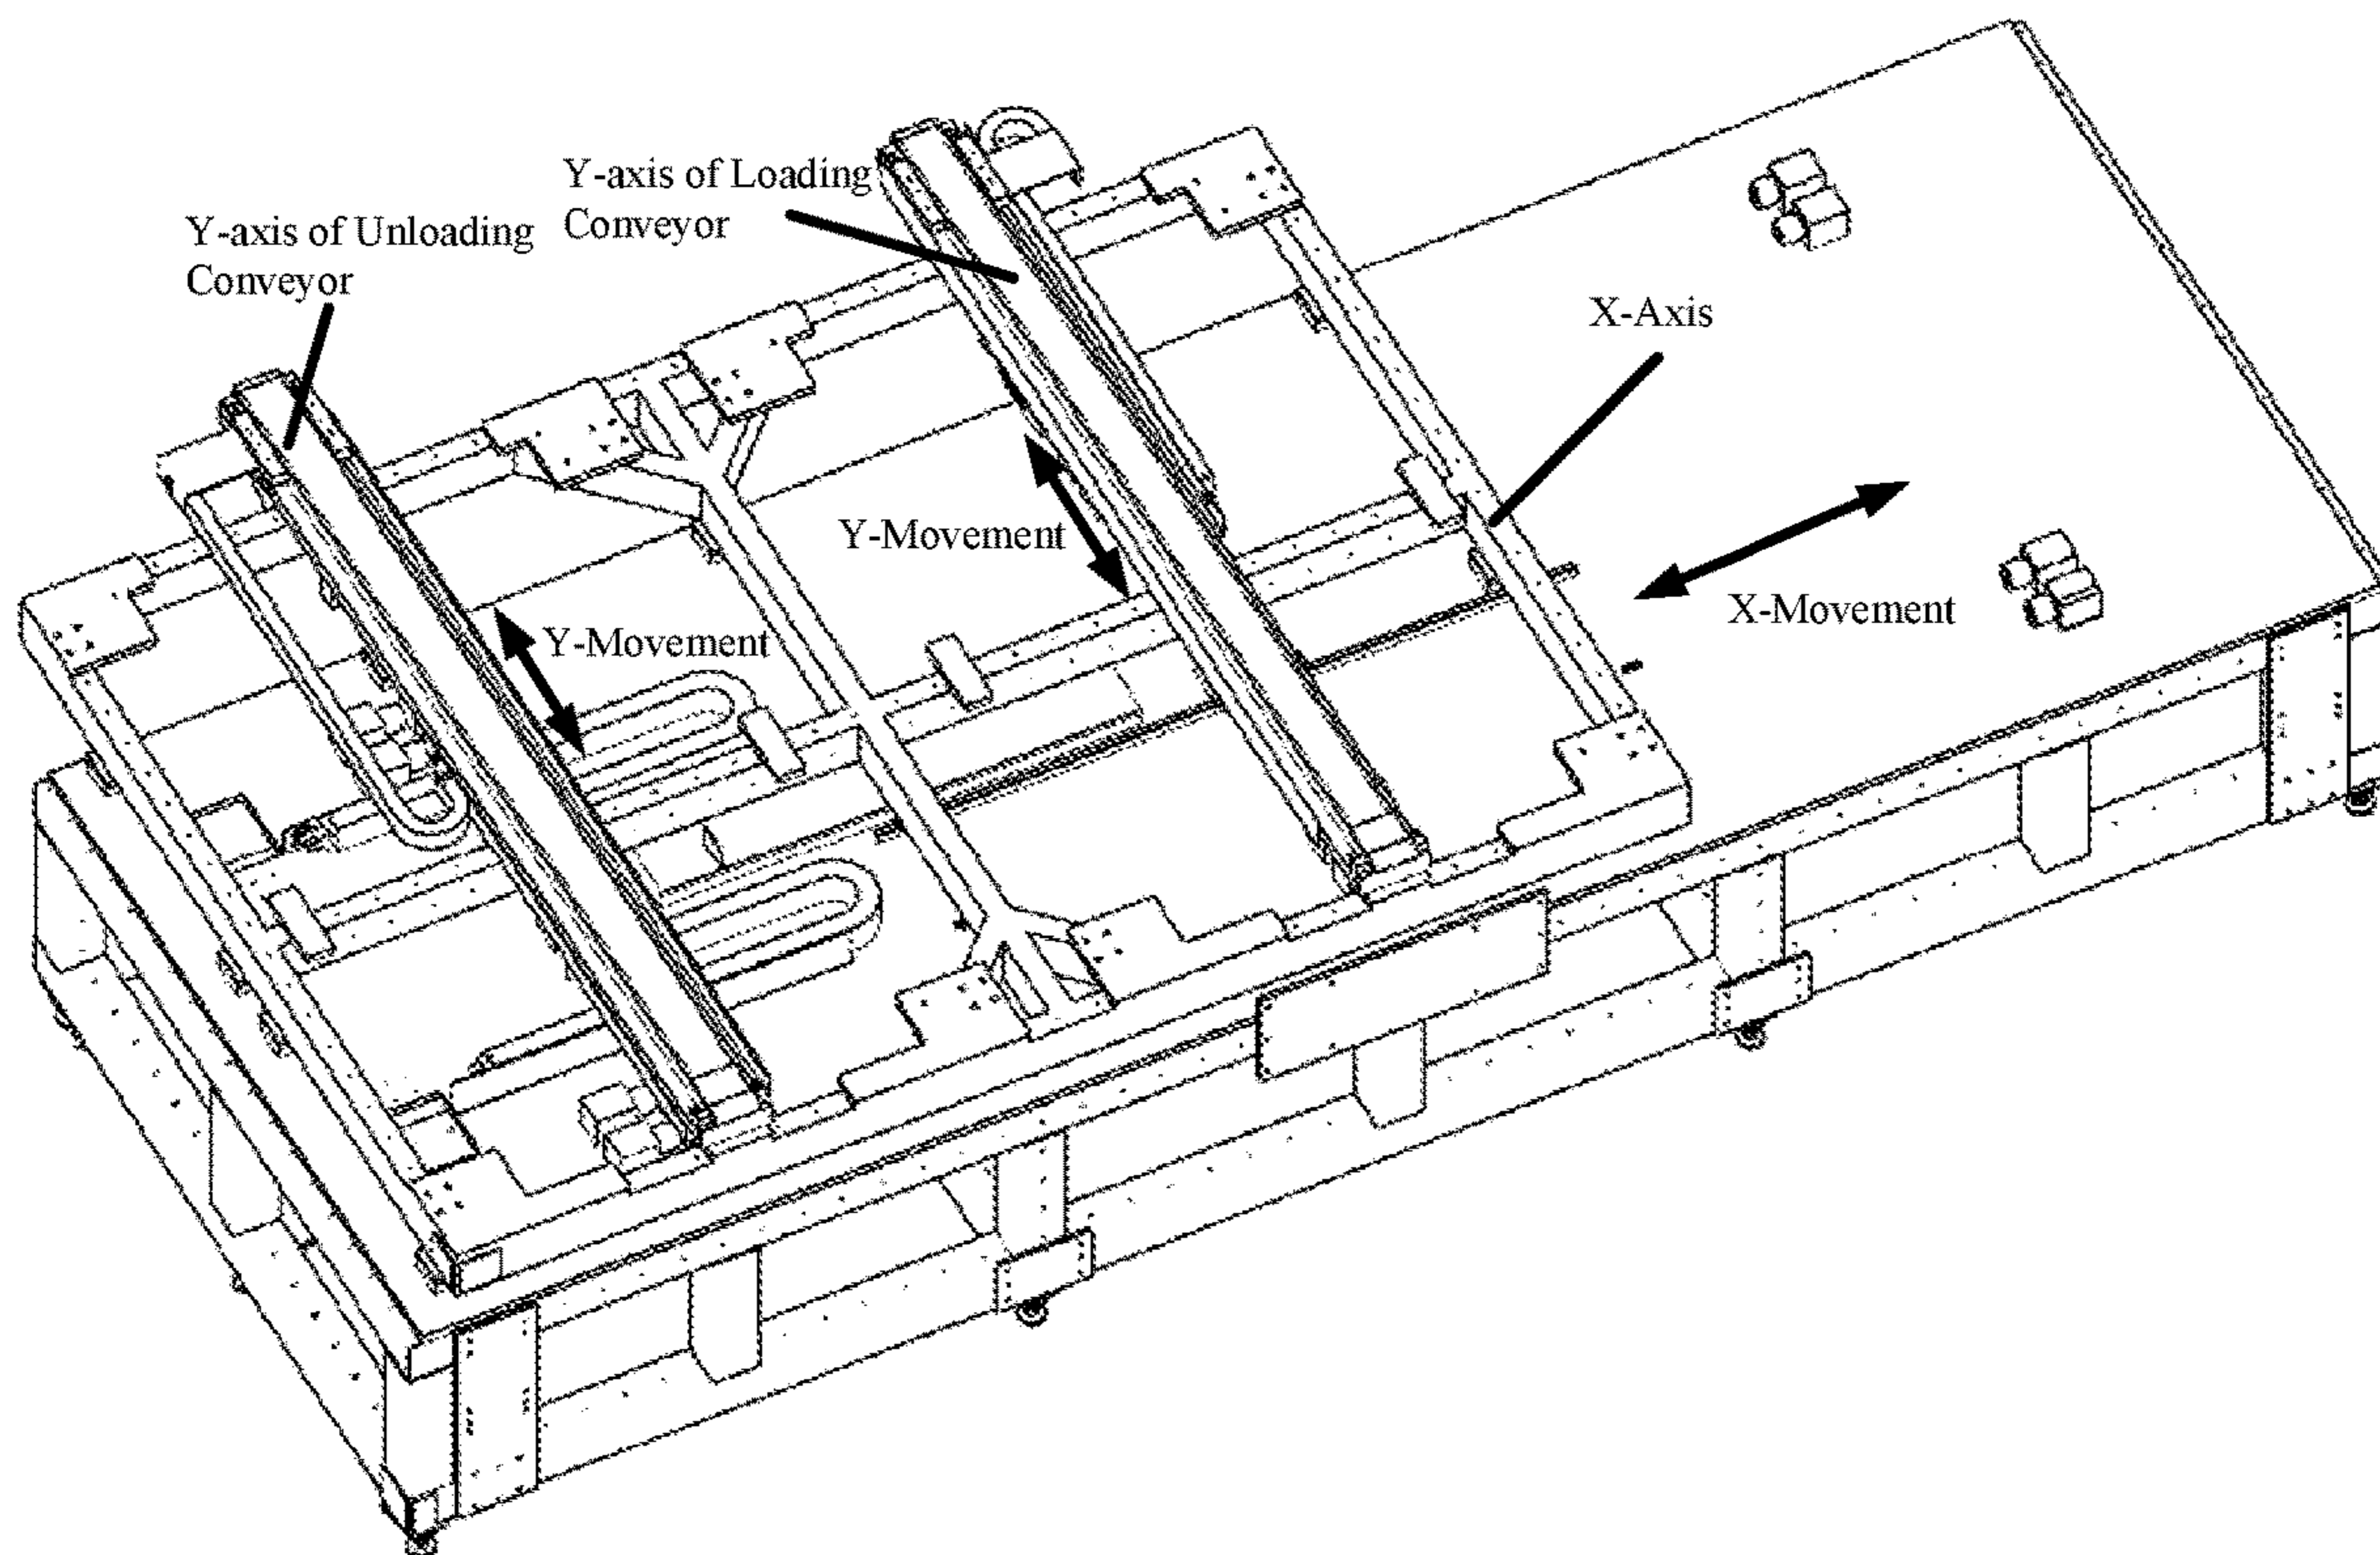 Y-axis of Loading
Conveyor
Y-axis of Unloading
Conveyor
X-Axis
Y-Movement
X-Movement
Y-Movement